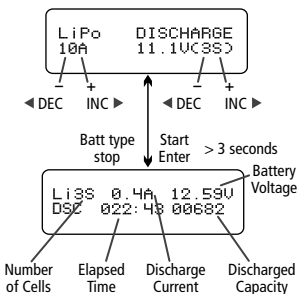 LiPo DISCHARGE
10A 11.1V(3S)
− + − +
◄ DEC INC ► ◄ DEC INC ►
Batt type stop
Start Enter
> 3 seconds
Battery Voltage
Li3S 0.4A 12.59V
DSC 022:43 00682
Number of Cells
Elapsed Time
Discharge Current
Discharged Capacity